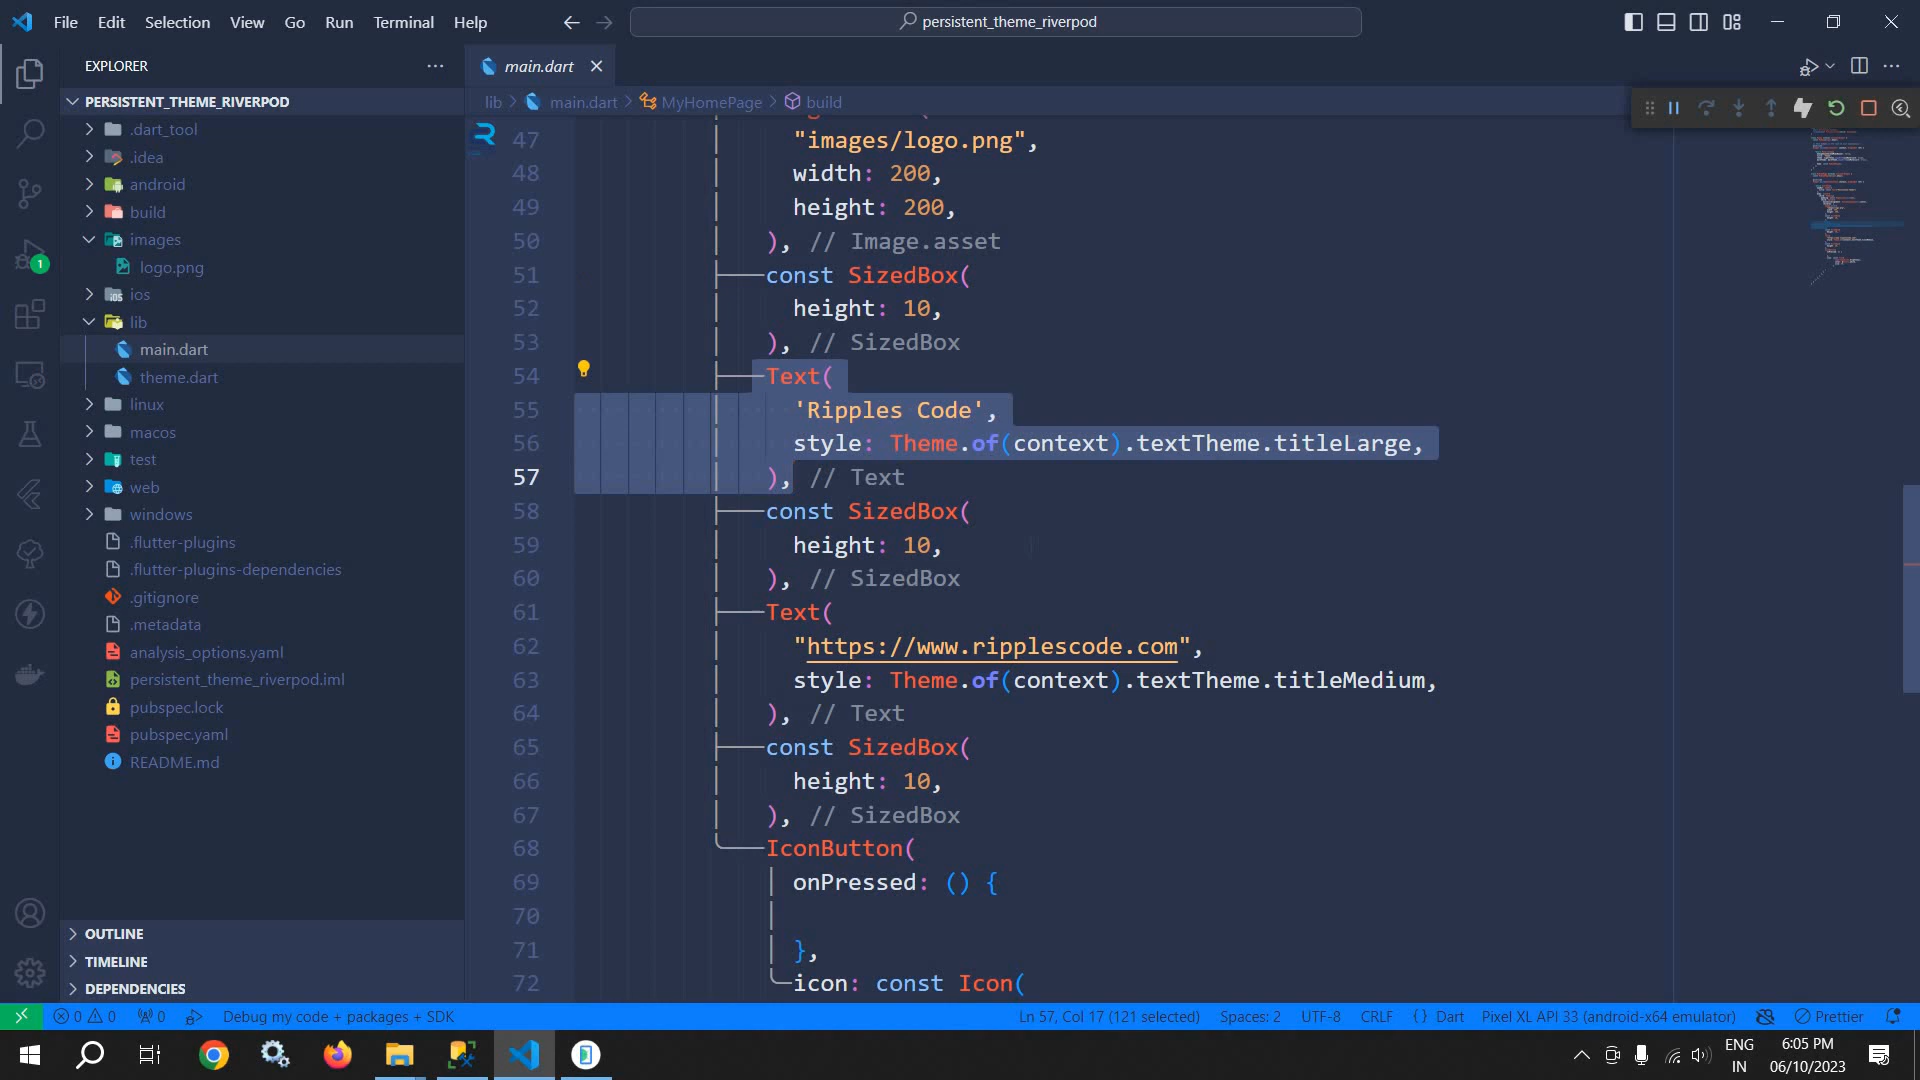 File Edit Selection View Go Run Terminal Help
persistent_theme_riverpod
EXPLORER
main.dart
PERSISTENT_THEME_RIVERPOD
lib > main.dart > MyHomePage > build
.dart_tool
.idea
android
build
images
logo.png
ios
lib
main.dart
theme.dart
linux
macos
test
web
windows
.flutter-plugins
.flutter-plugins-dependencies
.gitignore
.metadata
analysis_options.yaml
persistent_theme_riverpod.iml
pubspec.lock
pubspec.yaml
README.md
OUTLINE
TIMELINE
DEPENDENCIES
47 "images/logo.png",
48 width: 200,
49 height: 200,
50 ), // Image.asset
51 const SizedBox(
52 height: 10,
53 ), // SizedBox
54 Text(
55 'Ripples Code',
56 style: Theme.of(context).textTheme.titleLarge,
57 ), // Text
58 const SizedBox(
59 height: 10,
60 ), // SizedBox
61 Text(
62 "https://www.ripplescode.com",
63 style: Theme.of(context).textTheme.titleMedium,
64 ), // Text
65 const SizedBox(
66 height: 10,
67 ), // SizedBox
68 IconButton(
69 onPressed: () {
70
71 },
72 icon: const Icon(
1
0 0 0 Debug my code + packages + SDK Ln 57, Col 17 (121 selected) Spaces: 2 UTF-8 CRLF {} Dart Pixel XL API 33 (android-x64 emulator) Prettier
ENG IN
6:05 PM
06/10/2023